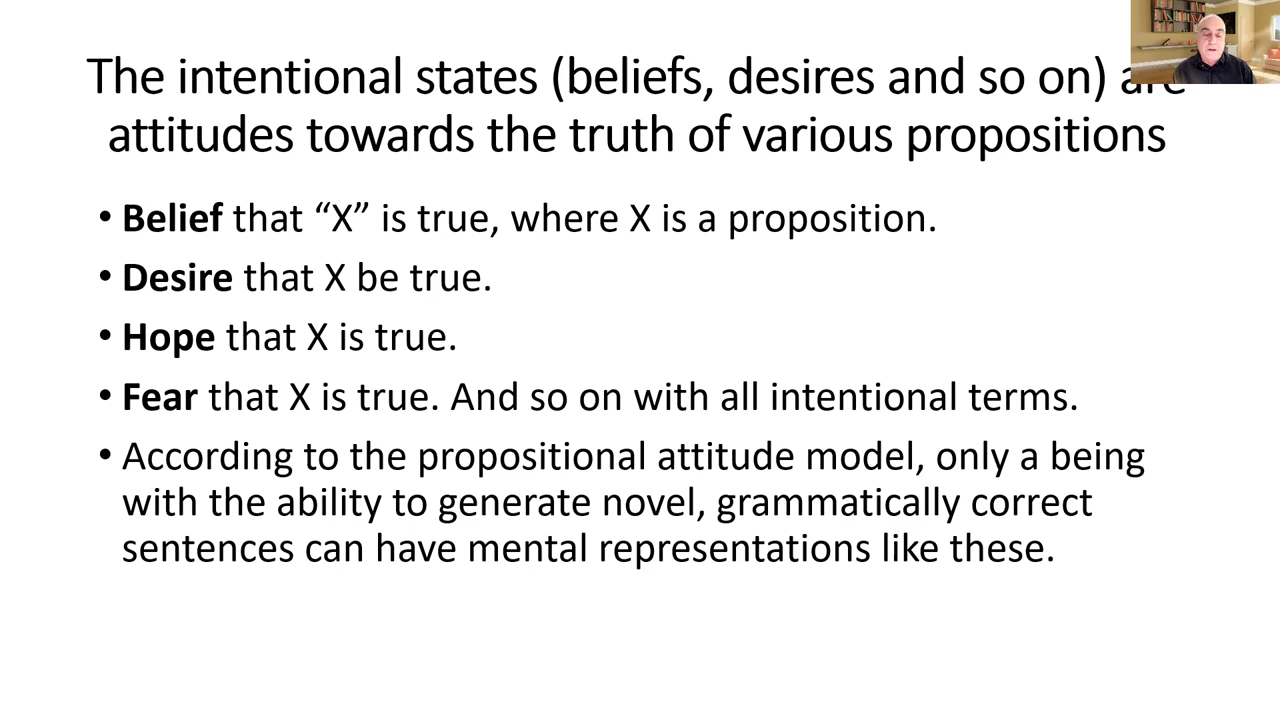 The intentional states (beliefs, desires and so on) are
attitudes towards the truth of various propositions
• Belief that “X” is true, where X is a proposition.
• Desire that X be true.
• Hope that X is true.
• Fear that X is true. And so on with all intentional terms.
• According to the propositional attitude model, only a being
with the ability to generate novel, grammatically correct
sentences can have mental representations like these.